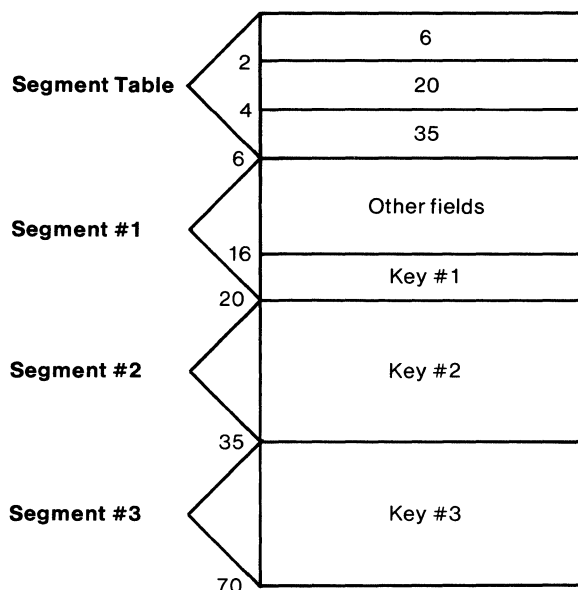 6
2
Segment Table
20
4
35
6
Other fields
Segment #1
16
Key #1
20
Segment #2
Key #2
35
Segment #3
Key #3
70